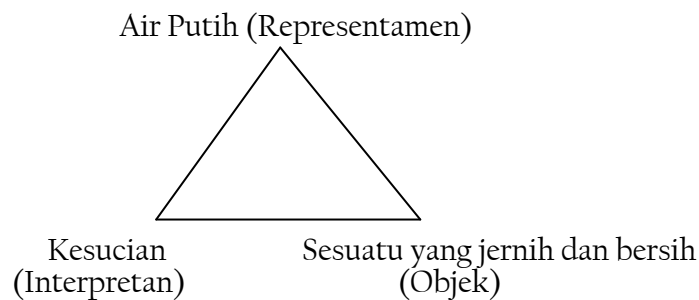 Air Putih (Representamen)
Kesucian
(Interpretan)
Sesuatu yang jernih dan bersih
(Objek)